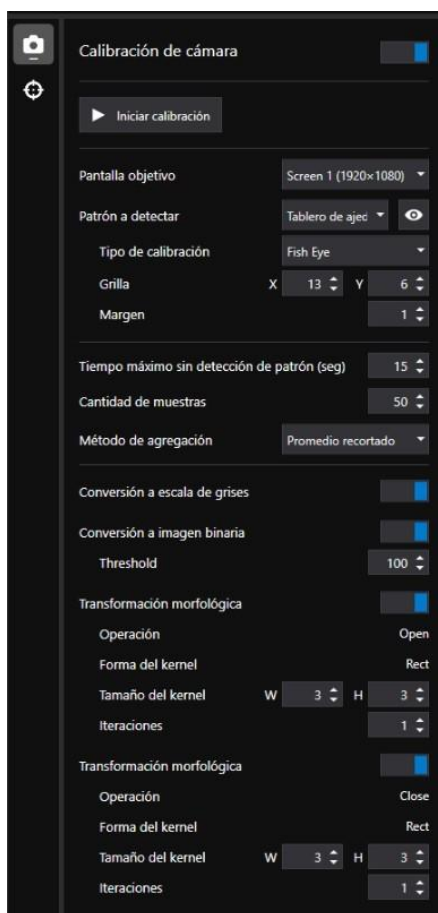 Calibración de cámara
Iniciar calibración
Pantalla objetivo Screen 1 (1920×1080)
Patrón a detectar Tablero de ajed
Tipo de calibración Fish Eye
Grilla X 13 Y 6
Margen 1
Tiempo máximo sin detección de patrón (seg) 15
Cantidad de muestras 50
Método de agregación Promedio recortado
Conversión a escala de grises
Conversión a imagen binaria
Threshold 100
Transformación morfológica
Operación Open
Forma del kernel Rect
Tamaño del kernel W 3 H 3
Iteraciones 1
Transformación morfológica
Operación Close
Forma del kernel Rect
Tamaño del kernel W 3 H 3
Iteraciones 1